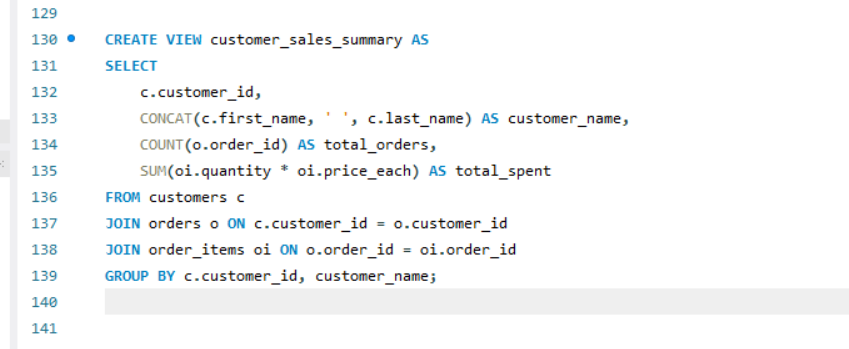 129
130 CREATE VIEW customer_sales_summary AS
131 SELECT
132     c.customer_id,
133     CONCAT(c.first_name, ' ', c.last_name) AS customer_name,
134     COUNT(o.order_id) AS total_orders,
135     SUM(oi.quantity * oi.price_each) AS total_spent
136 FROM customers c
137 JOIN orders o ON c.customer_id = o.customer_id
138 JOIN order_items oi ON o.order_id = oi.order_id
139 GROUP BY c.customer_id, customer_name;
140
141